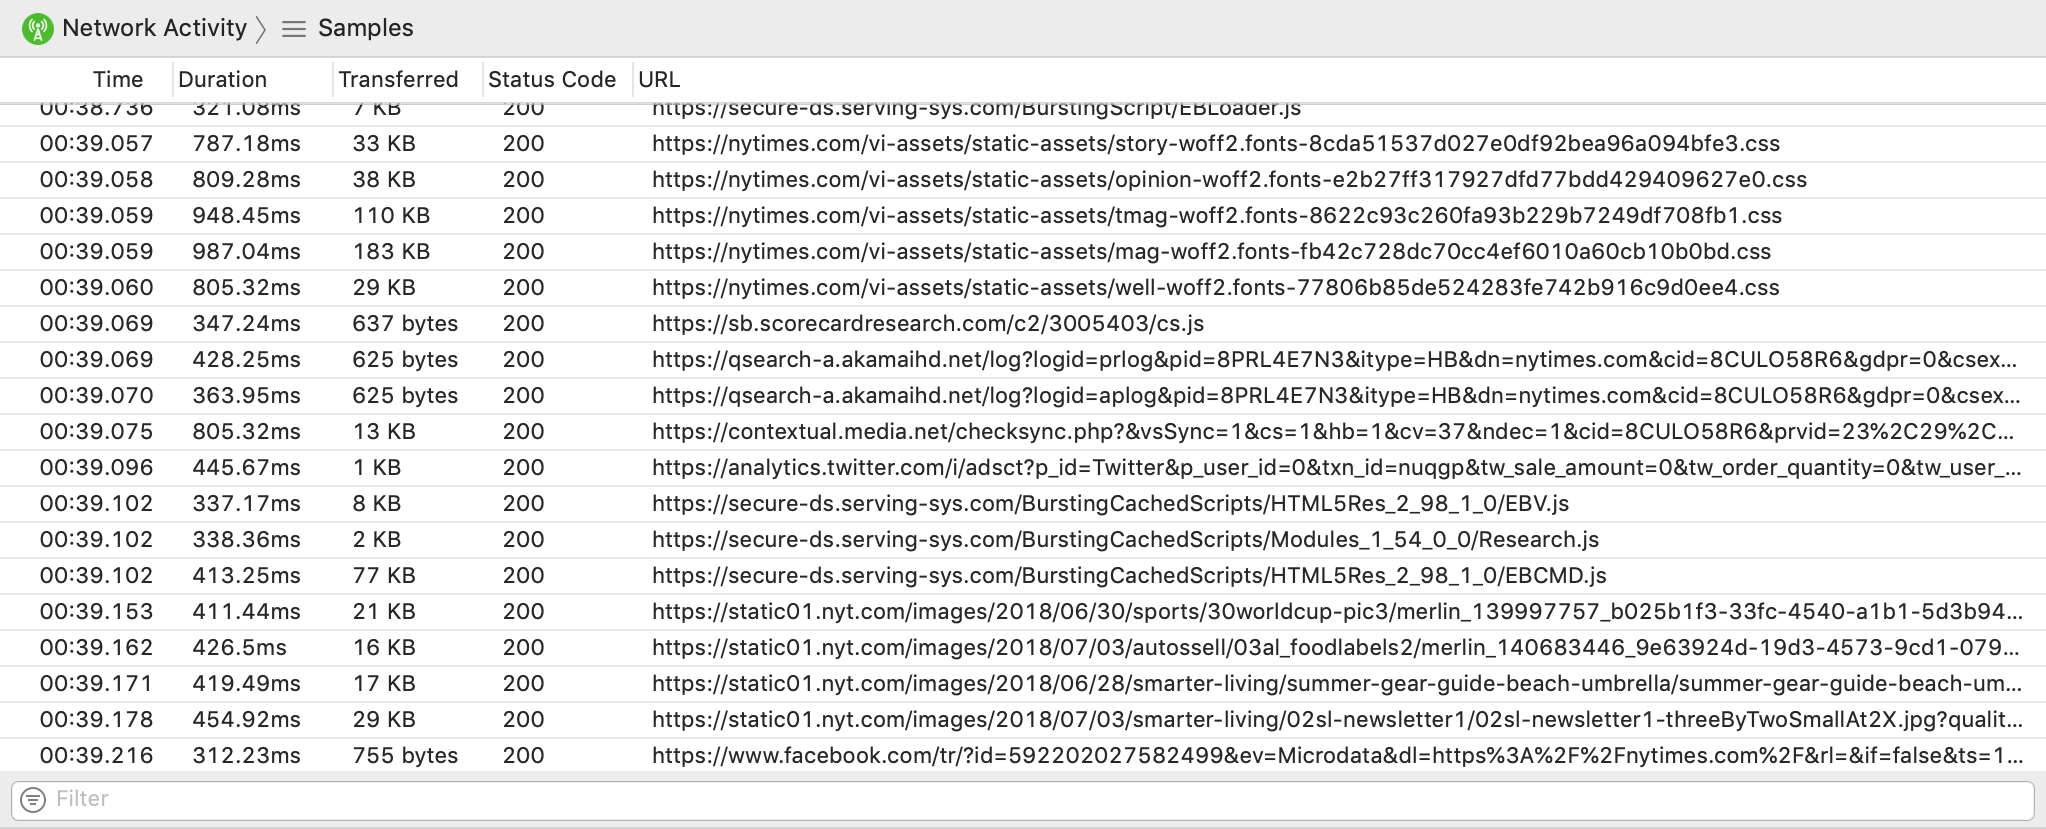 Network Activity Samples
Time Duration Transferred Status Code URL
00:38.736 321.08ms 7 KB 200 https://secure-ds.serving-sys.com/BurstingScript/EBLoader.js
00:39.057 787.18ms 33 KB 200 https://nytimes.com/vi-assets/static-assets/story-woff2.fonts-8cda51537d027e0df92bea96a094bfe3.css
00:39.058 809.28ms 38 KB 200 https://nytimes.com/vi-assets/static-assets/opinion-woff2.fonts-e2b27ff317927dfd77bdd429409627e0.css
00:39.059 948.45ms 110 KB 200 https://nytimes.com/vi-assets/static-assets/tmag-woff2.fonts-8622c93c260fa93b229b7249df708fb1.css
00:39.059 987.04ms 183 KB 200 https://nytimes.com/vi-assets/static-assets/mag-woff2.fonts-fb42c728dc70cc4ef6010a60cb10b0bd.css
00:39.060 805.32ms 29 KB 200 https://nytimes.com/vi-assets/static-assets/well-woff2.fonts-77806b85de524283fe742b916c9d0ee4.css
00:39.069 347.24ms 637 bytes 200 https://sb.scorecardresearch.com/c2/3005403/cs.js
00:39.069 428.25ms 625 bytes 200 https://qsearch-a.akamaihd.net/log?logid=prlog&pid=8PRL4E7N3&itype=HB&dn=nytimes.com&cid=8CULO58R6&gdpr=0&csex...
00:39.070 363.95ms 625 bytes 200 https://qsearch-a.akamaihd.net/log?logid=aplog&pid=8PRL4E7N3&itype=HB&dn=nytimes.com&cid=8CULO58R6&gdpr=0&csex...
00:39.075 805.32ms 13 KB 200 https://contextual.media.net/checksync.php?&vsSync=1&cs=1&hb=1&cv=37&ndec=1&cid=8CULO58R6&prvid=23%2C29%2C...
00:39.096 445.67ms 1 KB 200 https://analytics.twitter.com/i/adsct?p_id=Twitter&p_user_id=0&txn_id=nuqgp&tw_sale_amount=0&tw_order_quantity=0&tw_user_...
00:39.102 337.17ms 8 KB 200 https://secure-ds.serving-sys.com/BurstingCachedScripts/HTML5Res_2_98_1_0/EBV.js
00:39.102 338.36ms 2 KB 200 https://secure-ds.serving-sys.com/BurstingCachedScripts/Modules_1_54_0_0/Research.js
00:39.102 413.25ms 77 KB 200 https://secure-ds.serving-sys.com/BurstingCachedScripts/HTML5Res_2_98_1_0/EBCMD.js
00:39.153 411.44ms 21 KB 200 https://static01.nyt.com/images/2018/06/30/sports/30worldcup-pic3/merlin_139997757_b025b1f3-33fc-4540-a1b1-5d3b94...
00:39.162 426.5ms 16 KB 200 https://static01.nyt.com/images/2018/07/03/autossell/03al_foodlabels2/merlin_140683446_9e63924d-19d3-4573-9cd1-079...
00:39.171 419.49ms 17 KB 200 https://static01.nyt.com/images/2018/06/28/smarter-living/summer-gear-guide-beach-umbrella/summer-gear-guide-beach-um...
00:39.178 454.92ms 29 KB 200 https://static01.nyt.com/images/2018/07/03/smarter-living/02sl-newsletter1/02sl-newsletter1-threeByTwoSmallAt2X.jpg?qualit...
00:39.216 312.23ms 755 bytes 200 https://www.facebook.com/tr/?id=592202027582499&ev=Microdata&dl=https%3A%2F%2Fnytimes.com%2F&rl=&if=false&ts=1...
Filter